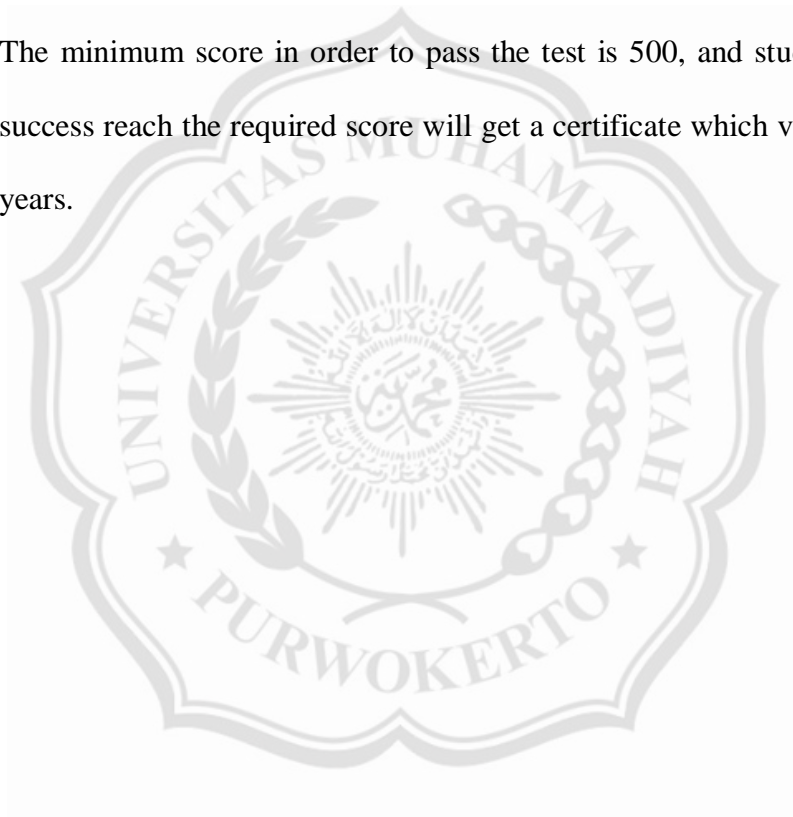 The minimum score in order to pass the test is 500, and stu
success reach the required score will get a certificate which v
years.
UNIVERSITAS MUHAMMADIYAH
PURWOKERTO